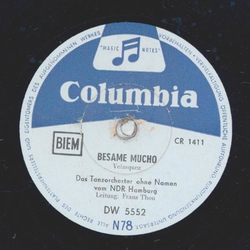 "MAGIC NOTES"
Columbia
BIEM
CR 1411
BESAME MUCHO
Velasquez
Das Tanzorchester ohne Namen
vom NDR Hamburg
Leitung: Franz Thon
DW 5552
N78